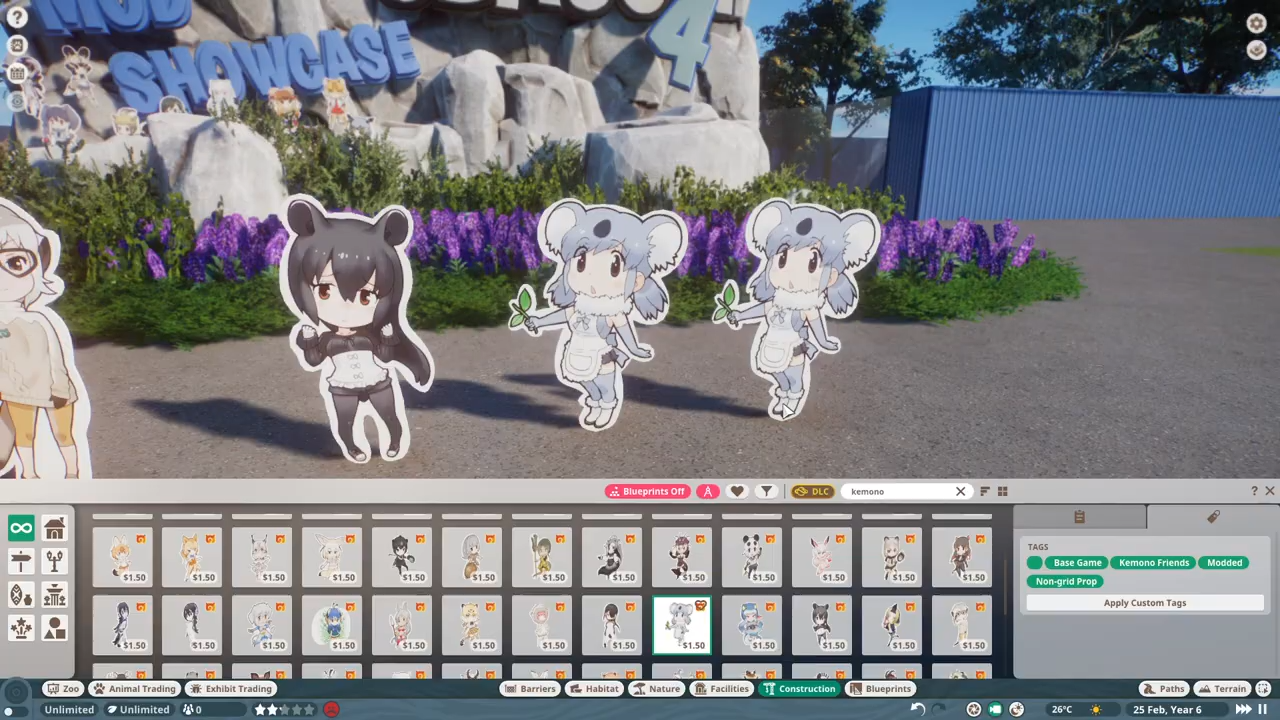 MOD
SHOWCASE
4
Blueprints Off
DLC
kemono
TAGS
Base Game
Kemono Friends
Modded
Non-grid Prop
Apply Custom Tags
$1.50 $1.50 $1.50 $1.50 $1.50 $1.50 $1.50 $1.50 $1.50 $1.50 $1.50 $1.50 $1.50
$1.50 $1.50 $1.50 $1.50 $1.50 $1.50 $1.50 $1.50 $1.50 $1.50 $1.50 $1.50 $1.50
Zoo Animal Trading Exhibit Trading Barriers Habitat Nature Facilities Construction Blueprints Paths Terrain
Unlimited Unlimited 0 26°C 25 Feb, Year 6